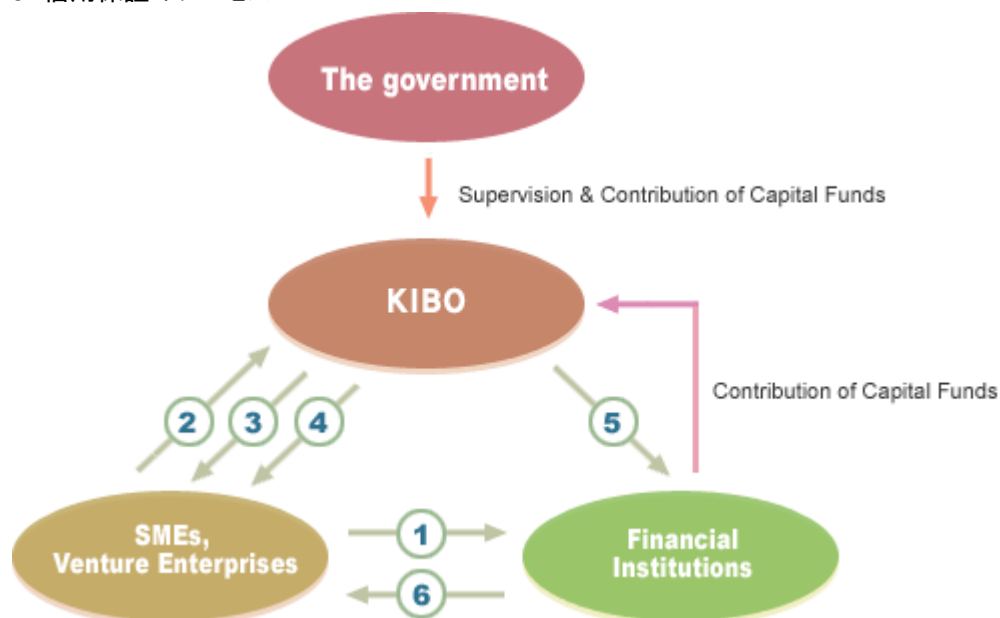 The government
Supervision & Contribution of Capital Funds
KIBO
Contribution of Capital Funds
2 3 4 5
SMEs,
Venture Enterprises
1
Financial
Institutions
6